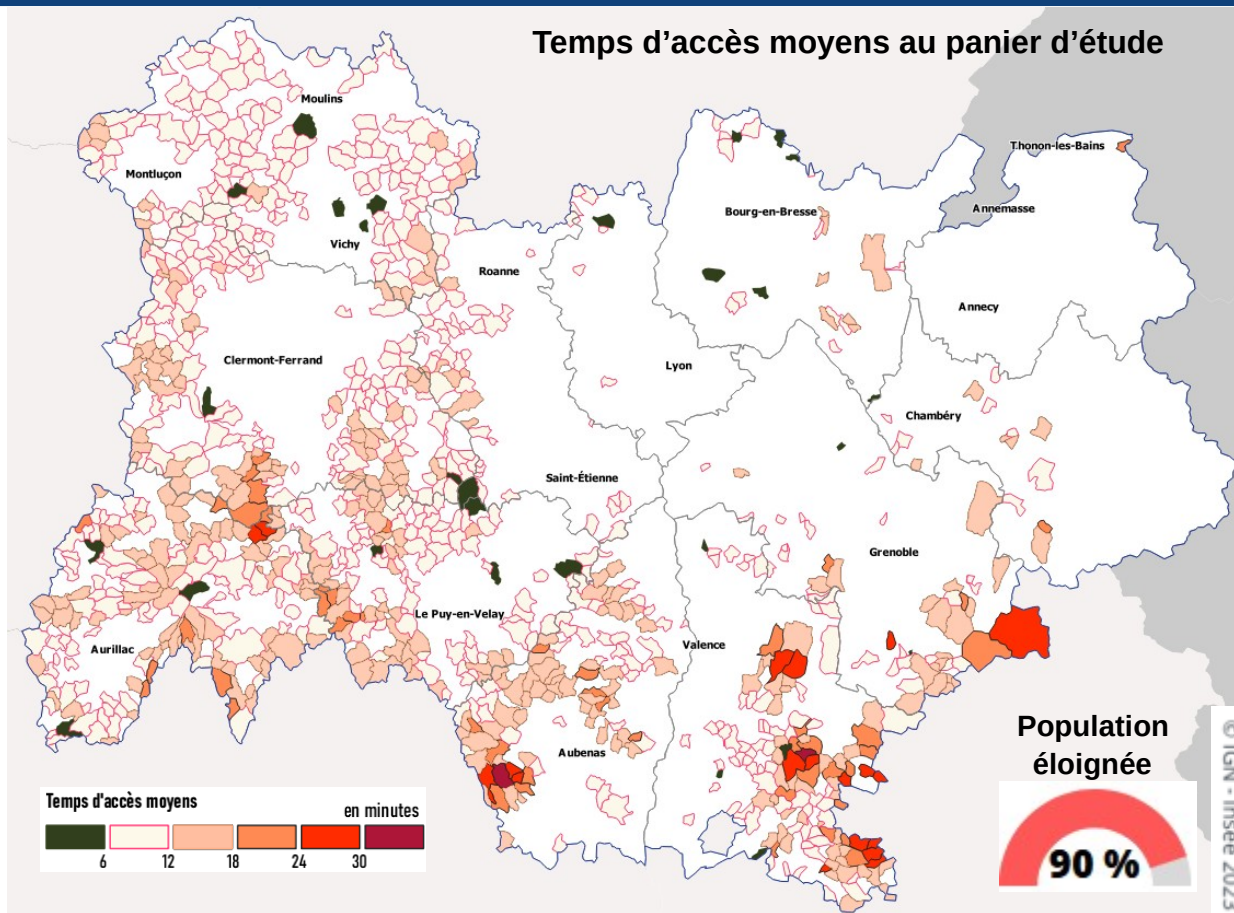 Temps d’accès moyens au panier d’étude
Moulins
Montluçon
Thonon-les-Bains
Annemasse
Bourg-en-Bresse
Vichy
Roanne
Annecy
Clermont-Ferrand
Lyon
Chambéry
Saint-Étienne
Grenoble
Le Puy-en-Velay
Valence
Aurillac
Aubenas
Population
éloignée
90 %
Temps d'accès moyens
en minutes
6 12 18 24 30
© IGN - Insee 2023